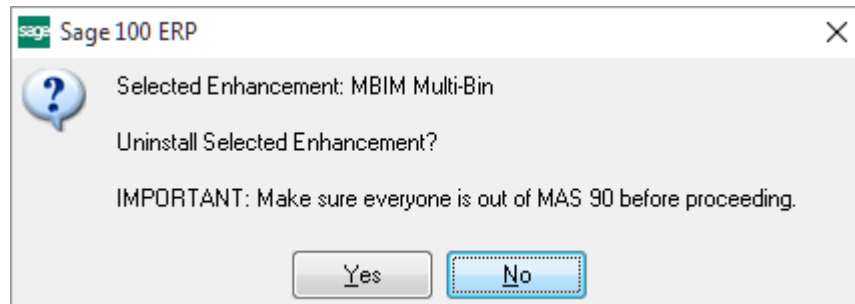 sage Sage 100 ERP
Selected Enhancement: MBIM Multi-Bin
Uninstall Selected Enhancement?
IMPORTANT: Make sure everyone is out of MAS 90 before proceeding.
Yes No